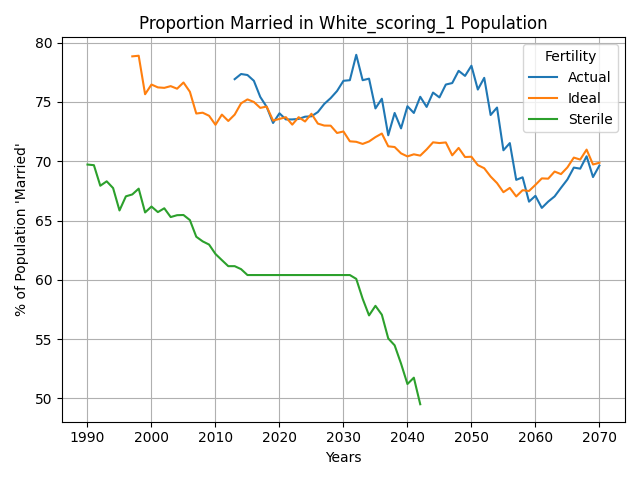 Proportion Married in White_scoring_1 Population
% of Population 'Married'
80
75
70
65
60
55
50
Fertility
Actual
Ideal
Sterile
1990 2000 2010 2020 2030 2040 2050 2060 2070
Years